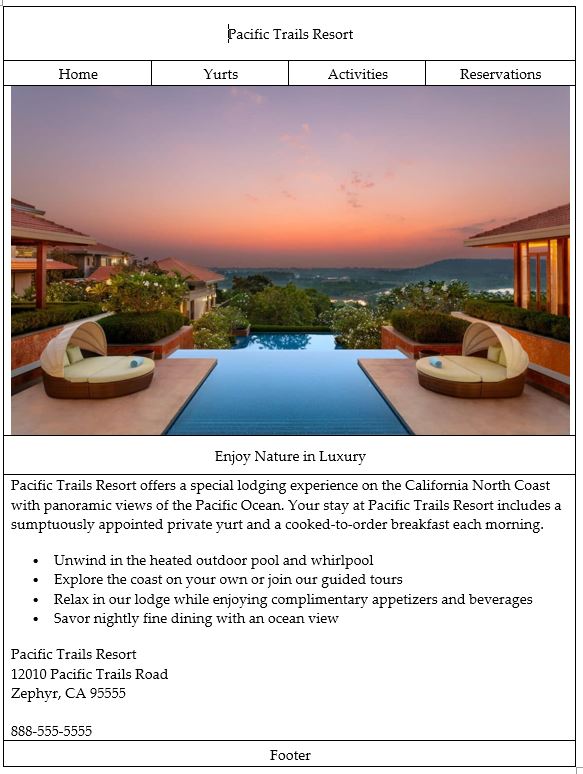 Pacific Trails Resort
Home Yurts Activities Reservations
Enjoy Nature in Luxury
Pacific Trails Resort offers a special lodging experience on the California North Coast
with panoramic views of the Pacific Ocean. Your stay at Pacific Trails Resort includes a
sumptuously appointed private yurt and a cooked-to-order breakfast each morning.
• Unwind in the heated outdoor pool and whirlpool
• Explore the coast on your own or join our guided tours
• Relax in our lodge while enjoying complimentary appetizers and beverages
• Savor nightly fine dining with an ocean view
Pacific Trails Resort
12010 Pacific Trails Road
Zephyr, CA 95555
888-555-5555
Footer